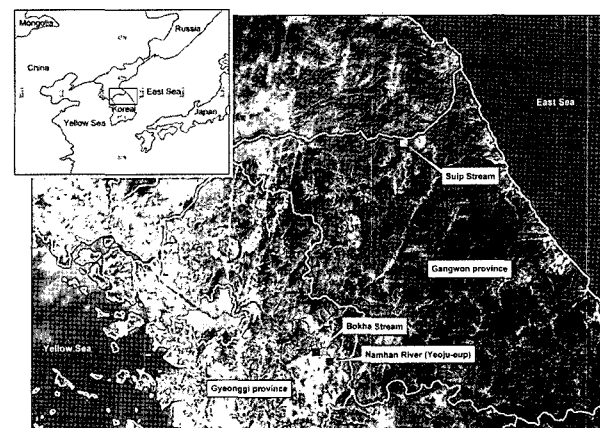 Mongolia
Russia
China
East Sea
Korea
Japan
Yellow Sea
East Sea
Suip Stream
Gangwon province
Bokha Stream
Yellow Sea
Namhan River (Yeoju-eup)
Gyeonggi province